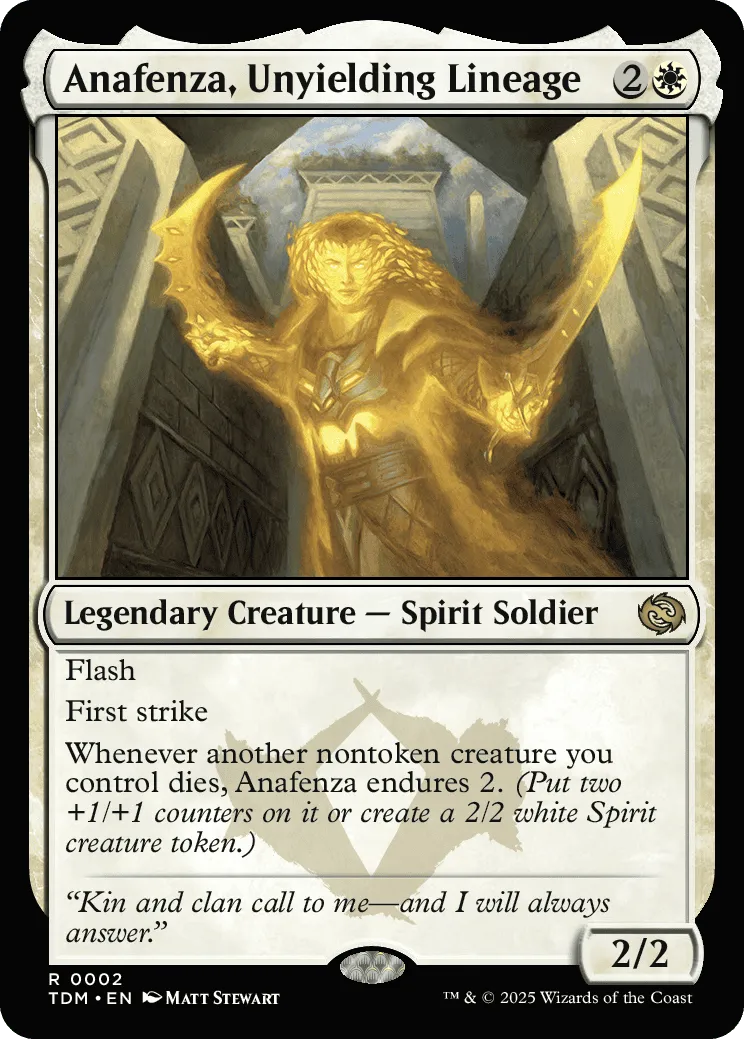 Anafenza, Unyielding Lineage 2
Legendary Creature — Spirit Soldier
Flash
First strike
Whenever another nontoken creature you
control dies, Anafenza endures 2. (Put two
+1/+1 counters on it or create a 2/2 white Spirit
creature token.)
“Kin and clan call to me—and I will always
answer.”
2/2
R 0002
TDM • EN MATT STEWART
™ & © 2025 Wizards of the Coast